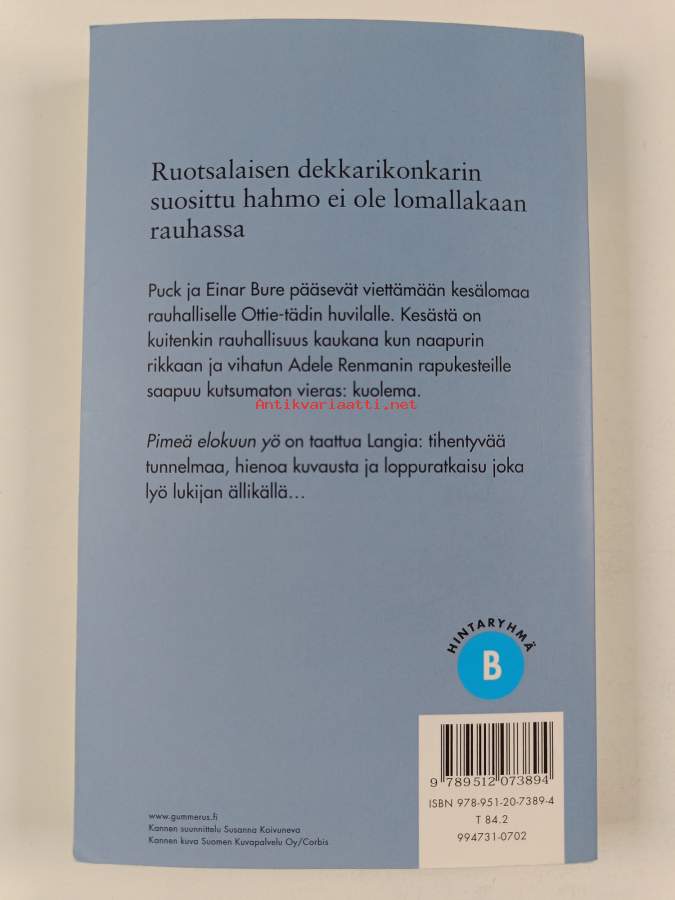 Ruotsalaisen dekkarikonkarin
suosittu hahmo ei ole lomallakaan
rauhassa
Puck ja Einar Bure pääsevät viettämään kesälomaa
rauhalliselle Ottie-tädin huvilalle. Kesästä on
kuitenkin rauhallisuus kaukana kun naapurin
rikkaan ja vihatun Adele Renmanin rapukesteille
saapuu kutsumaton vieras: kuolema.
Antikvariaatti.net
Pimeä elokuun yö on taattua Langia: tihentyvää
tunnelmaa, hienoa kuvausta ja loppuratkaisu joka
lyö lukijan ällikällä...
HINTARYHMÄ
B
9 789512 073894
ISBN 978-951-20-7389-4
T 84.2
994731-0702
www.gummerus.fi
Kannen suunnittelu Susanna Koivuneva
Kannen kuva Suomen Kuvapalvelu Oy/Corbis